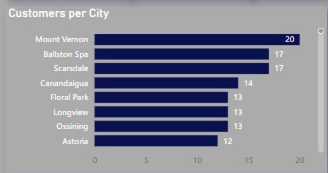 Customers per City
Mount Vernon 20
Ballston Spa 17
Scarsdale 17
Canandaigua 14
Floral Park 13
Longview 13
Ossining 13
Astoria 12
0 5 10 15 20